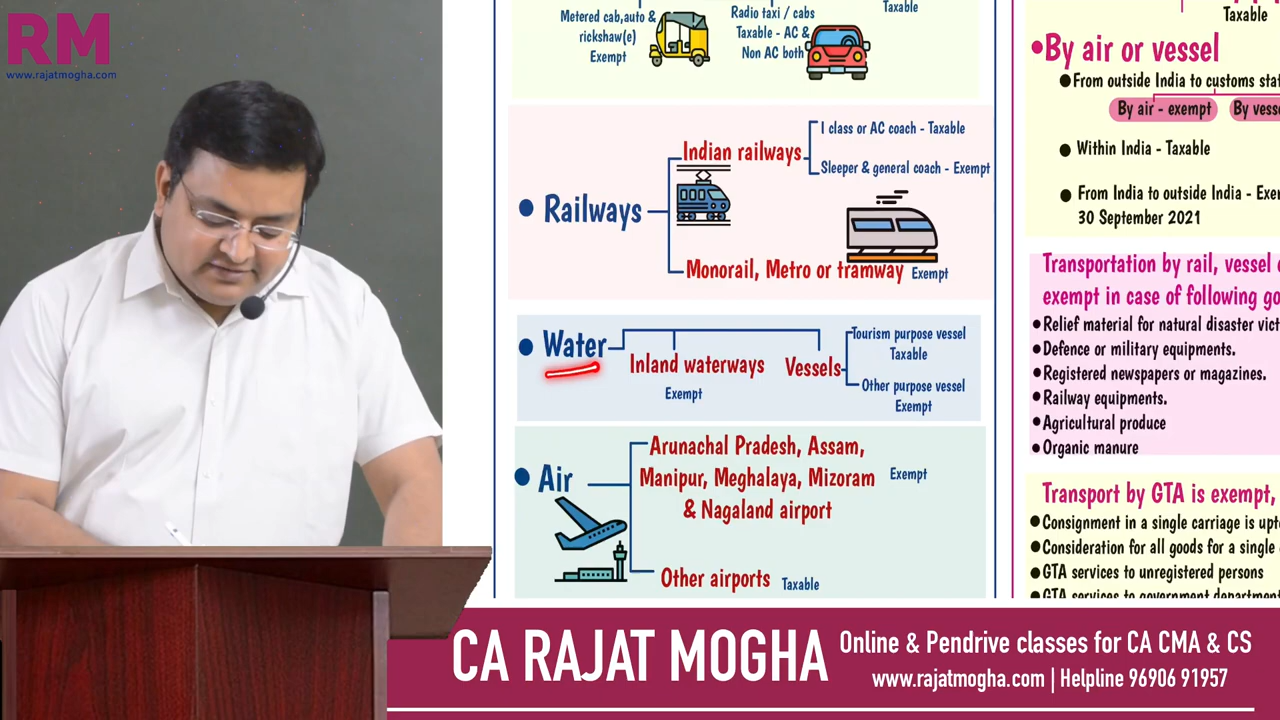 RM
www.rajatmogha.com
Metered cab,auto &
rickshaw(e)
Exempt
Radio taxi / cabs
Taxable - AC &
Non AC both
Taxable
• Railways
Indian railways
I class or AC coach - Taxable
Sleeper & general coach - Exempt
Monorail, Metro or tramway Exempt
• Water
Inland waterways
Exempt
Vessels
Tourism purpose vessel
Taxable
Other purpose vessel
Exempt
• Air
Arunachal Pradesh, Assam,
Manipur, Meghalaya, Mizoram
& Nagaland airport
Exempt
Other airports Taxable
Taxable
•By air or vessel
•From outside India to customs
By air - exempt By
• Within India - Taxable
• From India to outside India -
30 September 2021
Transportation by rail, vessel
exempt in case of following
•Relief material for natural disaster
•Defence or military equipments.
•Registered newspapers or magazines.
•Railway equipments.
•Agricultural produce
•Organic manure
Transport by GTA is exempt,
•Consignment in a single carriage is
•Consideration for all goods for a single
•GTA services to unregistered persons
•GTA services to government
CA RAJAT MOGHA
Online & Pendrive classes for CA CMA & CS
www.rajatmogha.com | Helpline 96906 91957